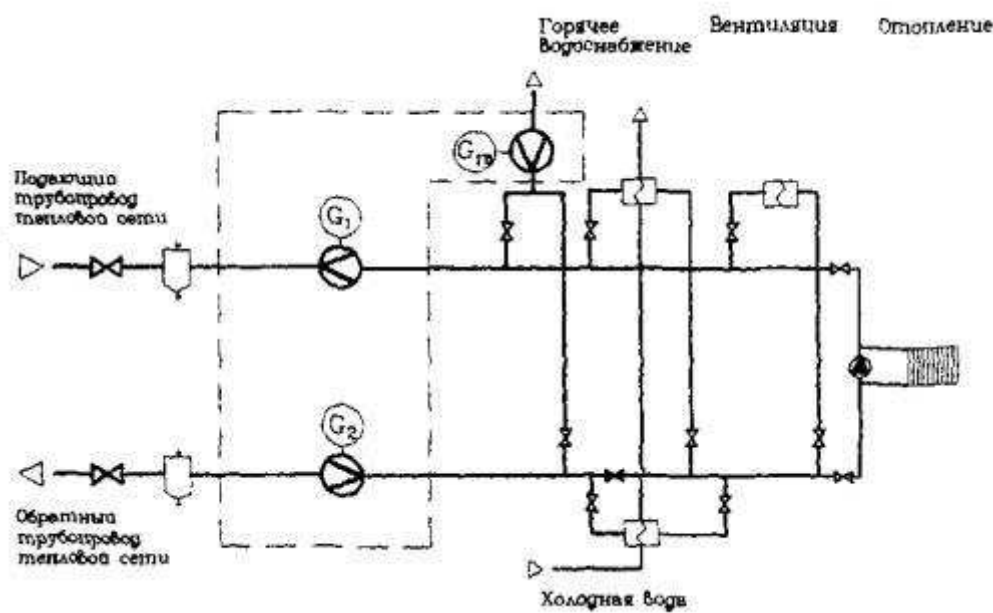 Горячее
водоснабжение
Вентиляция
Отопление
Gгв
Подающий
трубопровод
тепловой сети
G1
G2
Обратный
трубопровод
тепловой сети
Холодная вода